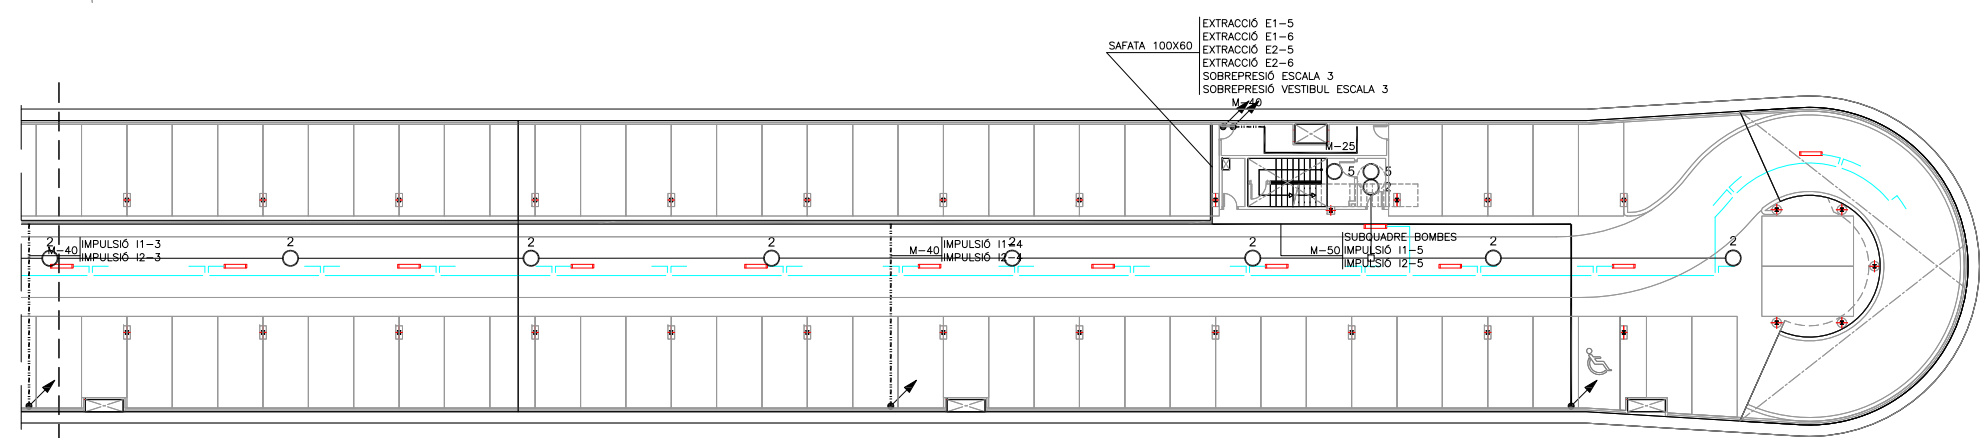 EXTRACCIÓ E1-5
EXTRACCIÓ E1-6
SAFATA 100X60
EXTRACCIÓ E2-5
EXTRACCIÓ E2-6
SOBREPRESIÓ ESCALA 3
SOBREPRESIÓ VESTIBUL ESCALA 3
M-40
M-25
5
5
2
2
M-40
IMPULSIÓ I1-3
IMPULSIÓ I2-3
2
2
2
M-40
IMPULSIÓ I1-4
IMPULSIÓ I2-4
2
2
M-50
SUBQUADRE BOMBES
IMPULSIÓ I1-5
IMPULSIÓ I2-5
2
2